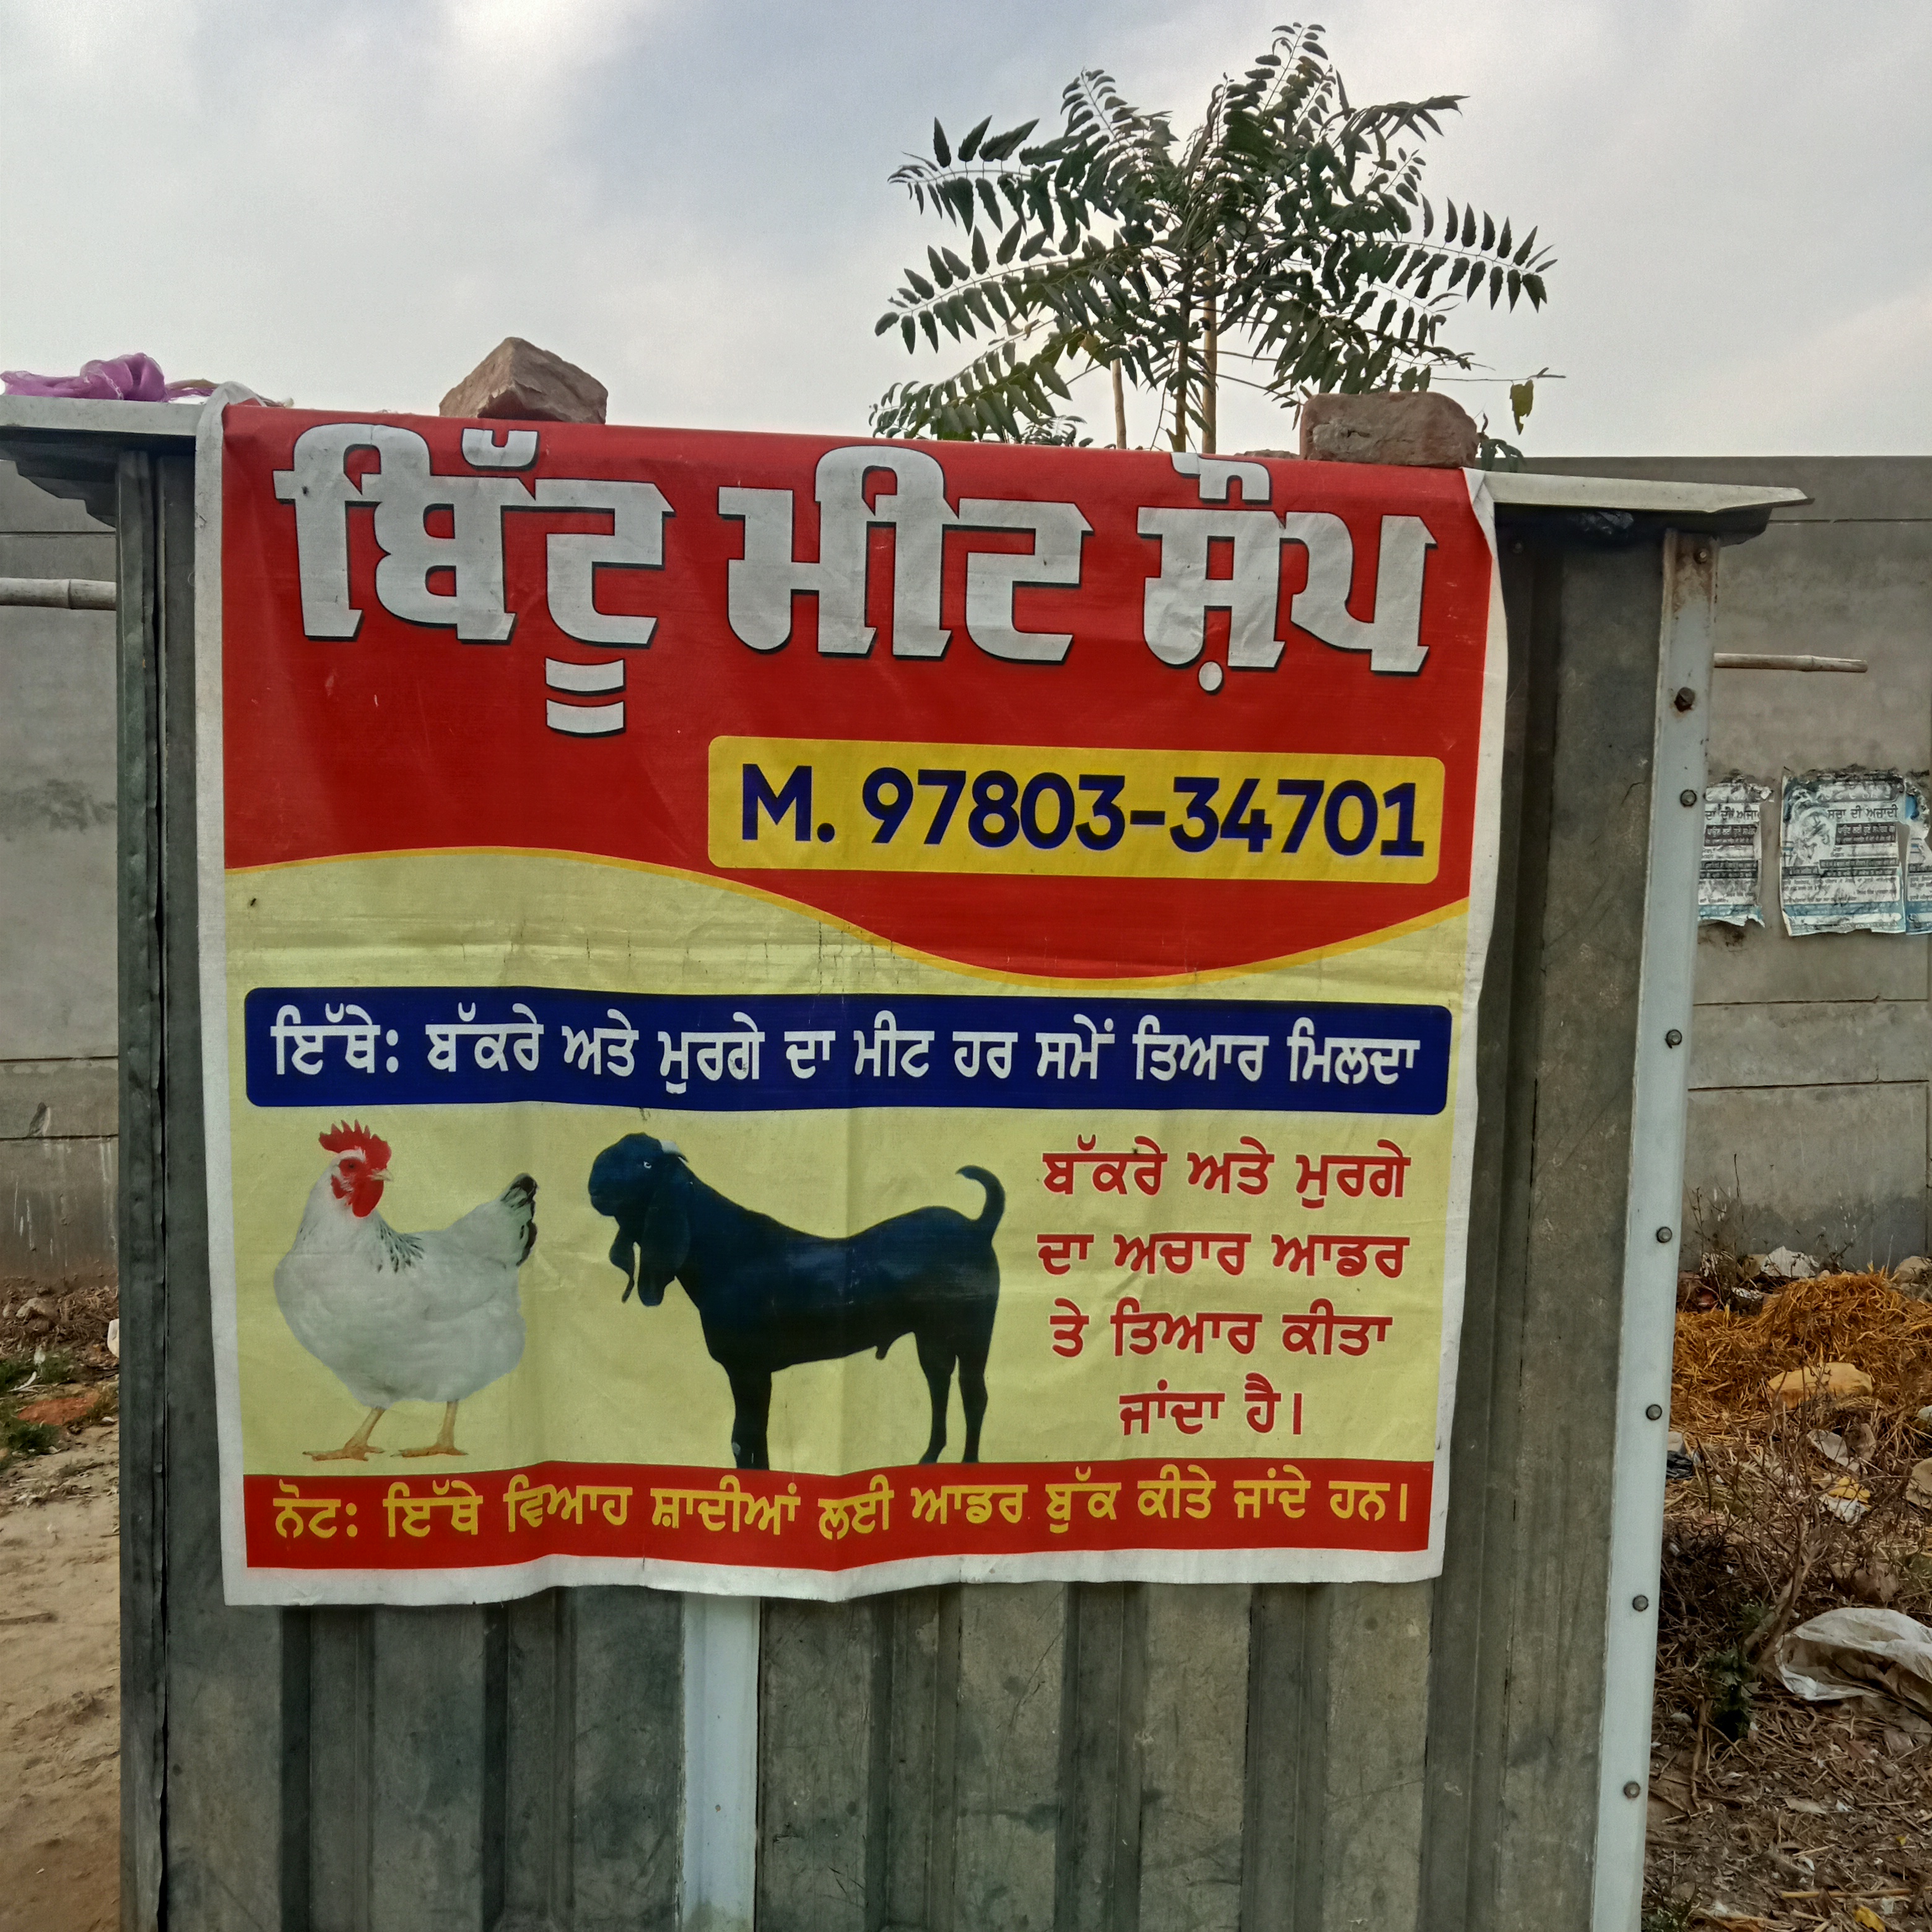 ਬਿੱਟੂ ਮੀਟ ਸ਼ੌਪ
M. 97803-34701
ਇੱਥੇ: ਬੱਕਰੇ ਅਤੇ ਮੁਰਗੇ ਦਾ ਮੀਟ ਹਰ ਸਮੇਂ ਤਿਆਰ ਮਿਲਦਾ
ਬੱਕਰੇ ਅਤੇ ਮੁਰਗੇ
ਦਾ ਅਚਾਰ ਆਡਰ
ਤੇ ਤਿਆਰ ਕੀਤਾ
ਜਾਂਦਾ ਹੈ।
ਨੋਟ: ਇੱਥੇ ਵਿਆਹ ਸ਼ਾਦੀਆਂ ਲਈ ਆਡਰ ਬੁੱਕ ਕੀਤੇ ਜਾਂਦੇ ਹਨ।